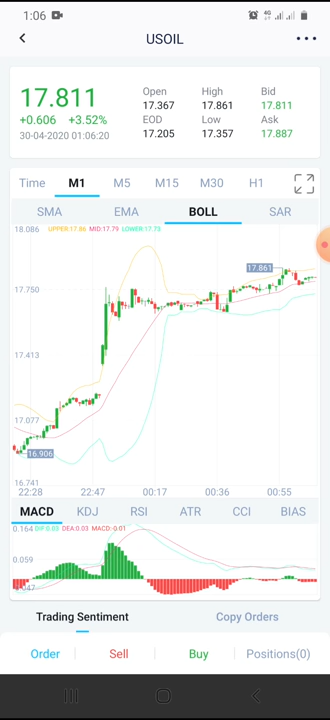 1:06
4G
USOIL
17.811
+0.606 +3.52%
30-04-2020 01:06:20
Open High Bid
17.367 17.861 17.811
EOD Low Ask
17.205 17.357 17.887
Time M1 M5 M15 M30 H1
SMA EMA BOLL SAR
18.086 UPPER:17.86 MID:17.79 LOWER:17.73
17.861
17.750
17.413
17.077
16.906
16.741
22:28 22:47 00:17 00:36 00:55
MACD KDJ RSI ATR CCI BIAS
0.164 DIF:0.03 DEA:0.03 MACD:-0.01
0.059
Trading Sentiment Copy Orders
Order Sell Buy Positions(0)